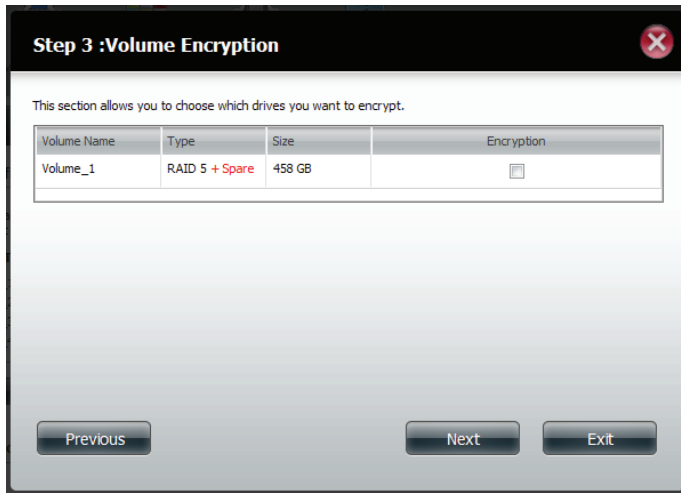 Step 3 :Volume Encryption
This section allows you to choose which drives you want to encrypt.
Volume Name Type Size Encryption
Volume_1 RAID 5 + Spare 458 GB
Previous Next Exit